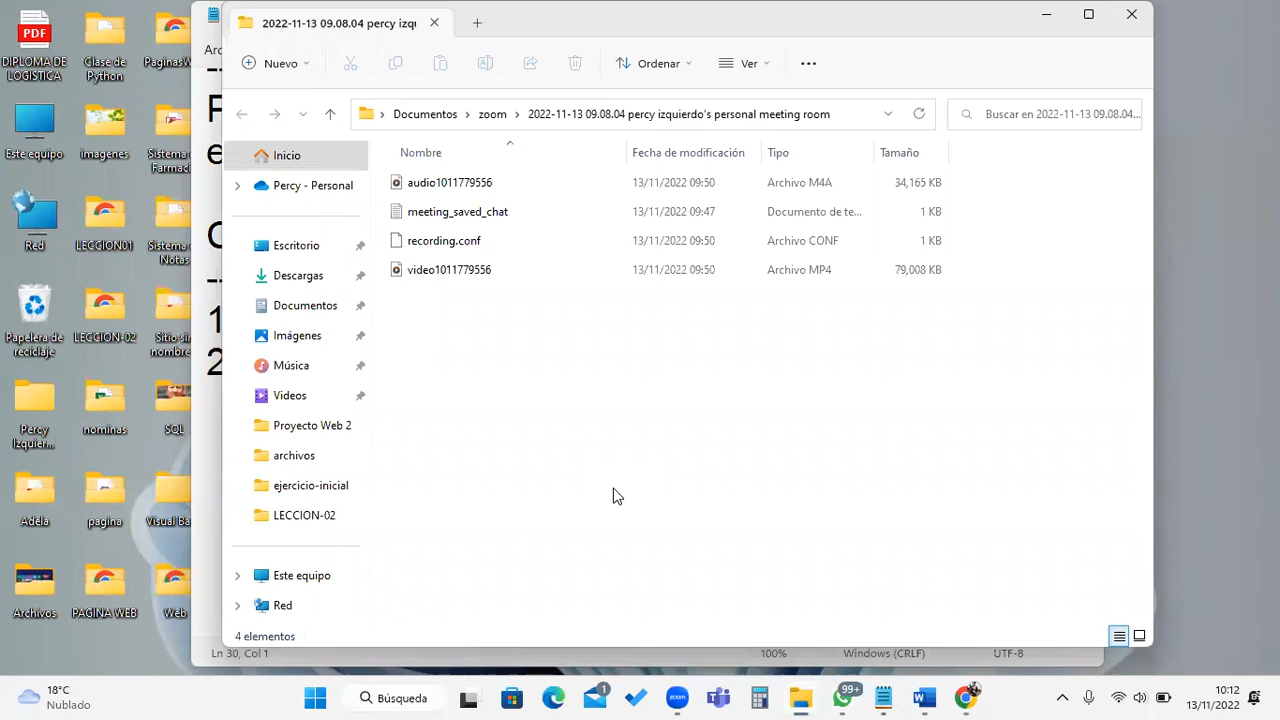 2022-11-13 09.08.04 percy izqu
Nuevo
Ordenar
Ver
Documentos
zoom
2022-11-13 09.08.04 percy izquierdo's personal meeting room
Buscar en 2022-11-13 09.08.04...
Nombre
Fecha de modificación
Tipo
Tamaño
audio1011779556
13/11/2022 09:50
Archivo M4A
34,165 KB
meeting_saved_chat
13/11/2022 09:47
Documento de te...
1 KB
recording.conf
13/11/2022 09:50
Archivo CONF
1 KB
video1011779556
13/11/2022 09:50
Archivo MP4
79,008 KB
Inicio
Percy - Personal
Escritorio
Descargas
Documentos
Imágenes
Música
Videos
Proyecto Web 2
archivos
ejercicio-inicial
LECCION-02
Este equipo
Red
4 elementos
PDF
DIPLOMA DE
LOGÍSTICA
Clase de
Python
Este equipo
imagenes
Sistema
Red
LECCION01
Sistema
Notas
Papelera de
reciclaje
LECCION-02
Sitio sin
nombre
Percy
Izquier...
nominas
SQL
Adela
pagina
Visual Ba
Archivos
PAGINA WEB
Web
Ln 30, Col 1
100%
Windows (CRLF)
UTF-8
18°C
Nublado
Búsqueda
1
zoom
99+
10:12
13/11/2022